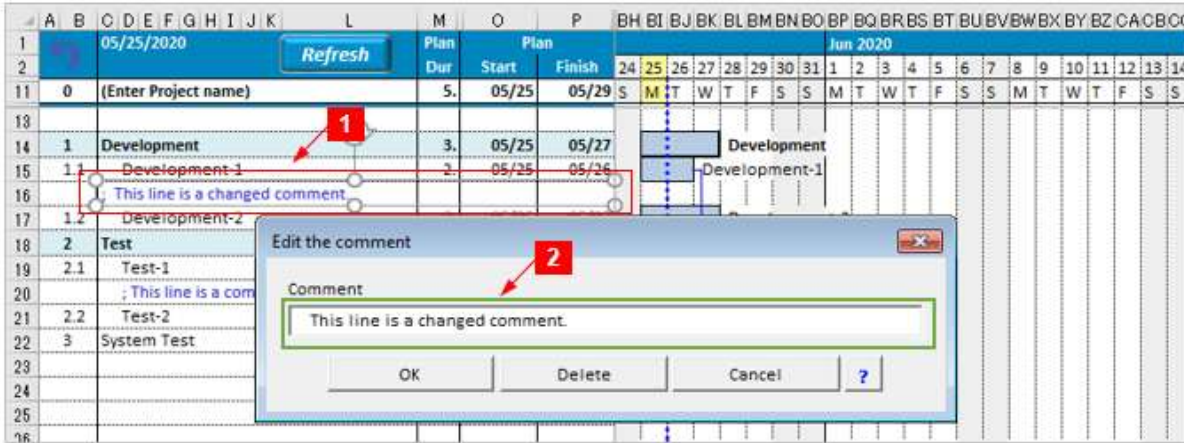 A B C D E F G H I J K L M O P BH BI BJ BK BL BM BN BO BP BQ BR BS BT BU BV BW BX BY BZ CA CB CC
1 05/25/2020 Refresh Plan Plan Jun 2020
2 Dur Start Finish 24 25 26 27 28 29 30 31 1 2 3 4 5 6 7 8 9 10 11 12 13 14
11 0 (Enter Project name) 5. 05/25 05/29 S M T W T F S S M T W T F S S M T W T F S S
13
14 1 Development 3. 05/25 05/27 Development
1
15 1.1 Development-1 2. 05/25 05/26 Development-1
16 ; This line is a changed comment.
17 1.2 Development-2
18 2 Test
Edit the comment
2
19 2.1 Test-1
Comment
20 ; This line is a com
21 2.2 Test-2
This line is a changed comment.
22 3 System Test
23
OK Delete Cancel ?
24
25
26